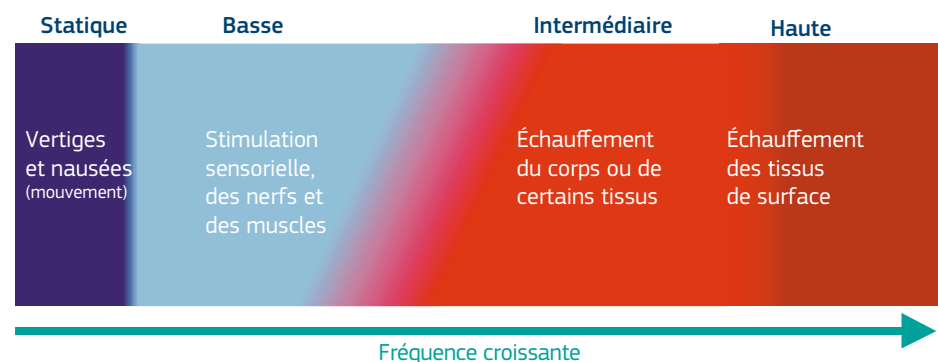 Statique
Basse
Intermédiaire
Haute
Vertiges
et nausées
(mouvement)
Stimulation
sensorielle,
des nerfs et
des muscles
Échauffement
du corps ou de
certains tissus
Échauffement
des tissus
de surface
Fréquence croissante